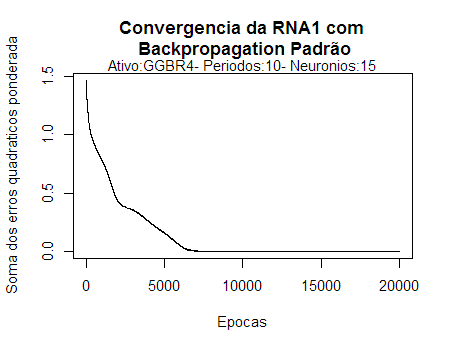 Convergencia da RNA1 com
Backpropagation Padrão
Ativo:GGBR4- Periodos:10- Neuronios:15
Soma dos erros quadraticos ponderada
1.5
1.0
0.5
0.0
0 5000 10000 15000 20000
Epocas